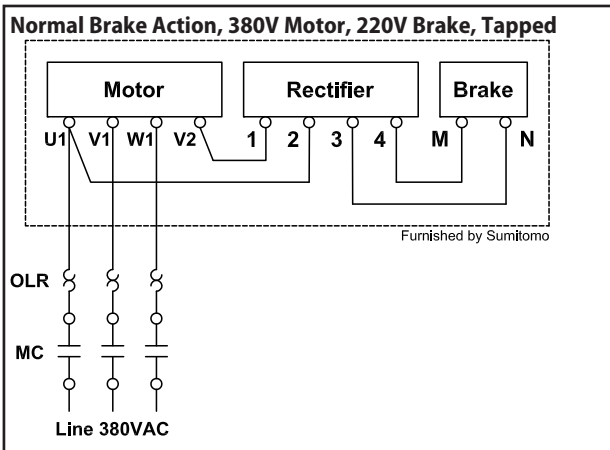 Normal Brake Action, 380V Motor, 220V Brake, Tapped
Motor Rectifier Brake
U1 V1 W1 V2 1 2 3 4 M N
Furnished by Sumitomo
OLR
MC
Line 380VAC